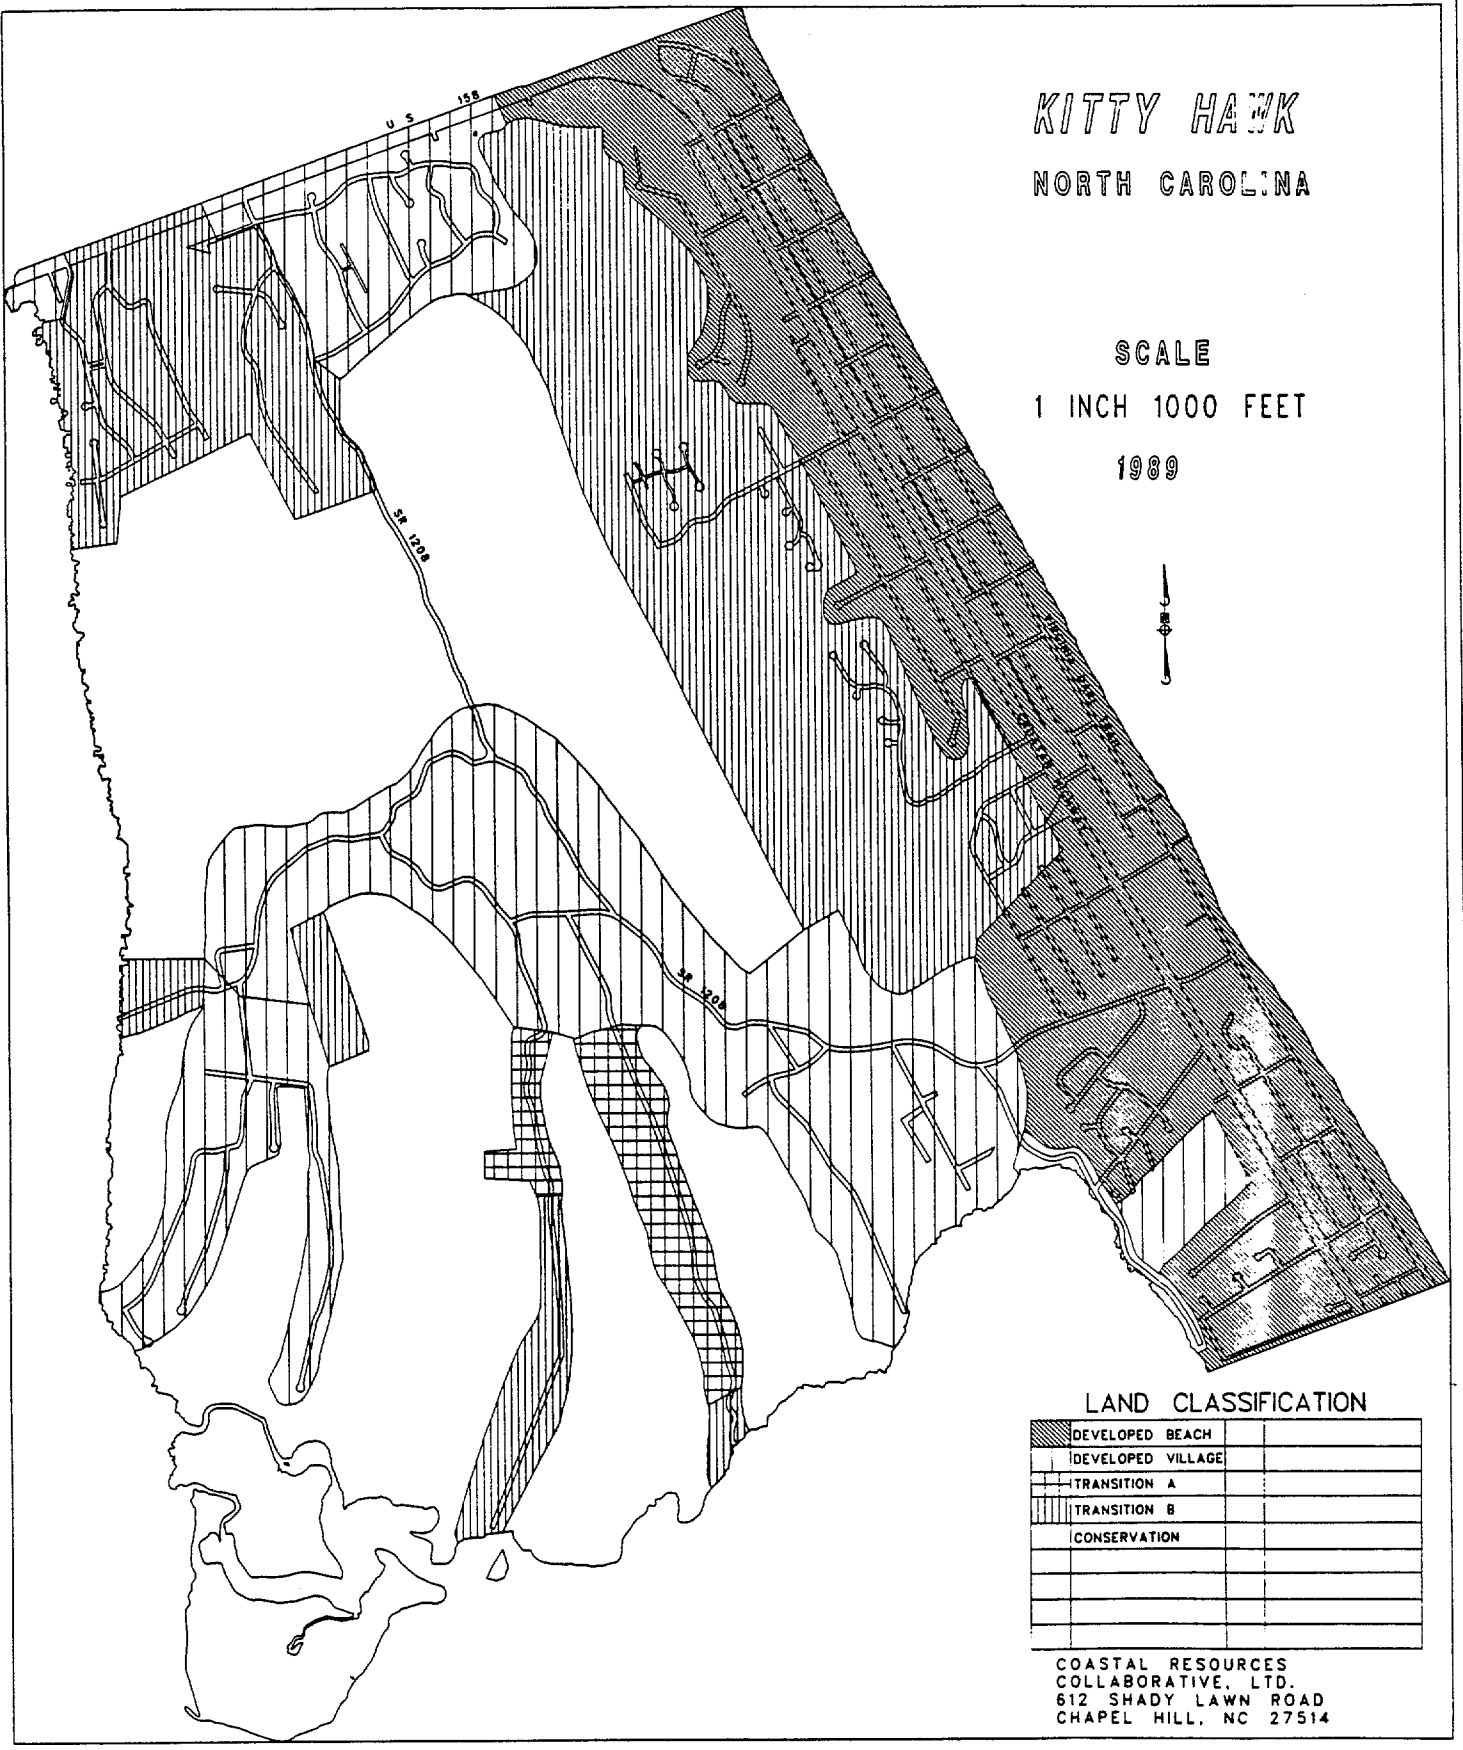 KITTY HAWK
NORTH CAROLINA
SCALE
1 INCH 1000 FEET
1989
N
U S 158
SR 1208
VIRGINIA DARE TRAIL
CROATAN HIGHWAY
SR 1208
LAND CLASSIFICATION
DEVELOPED BEACH
DEVELOPED VILLAGE
TRANSITION A
TRANSITION B
CONSERVATION
COASTAL RESOURCES
COLLABORATIVE, LTD.
612 SHADY LAWN ROAD
CHAPEL HILL, NC 27514